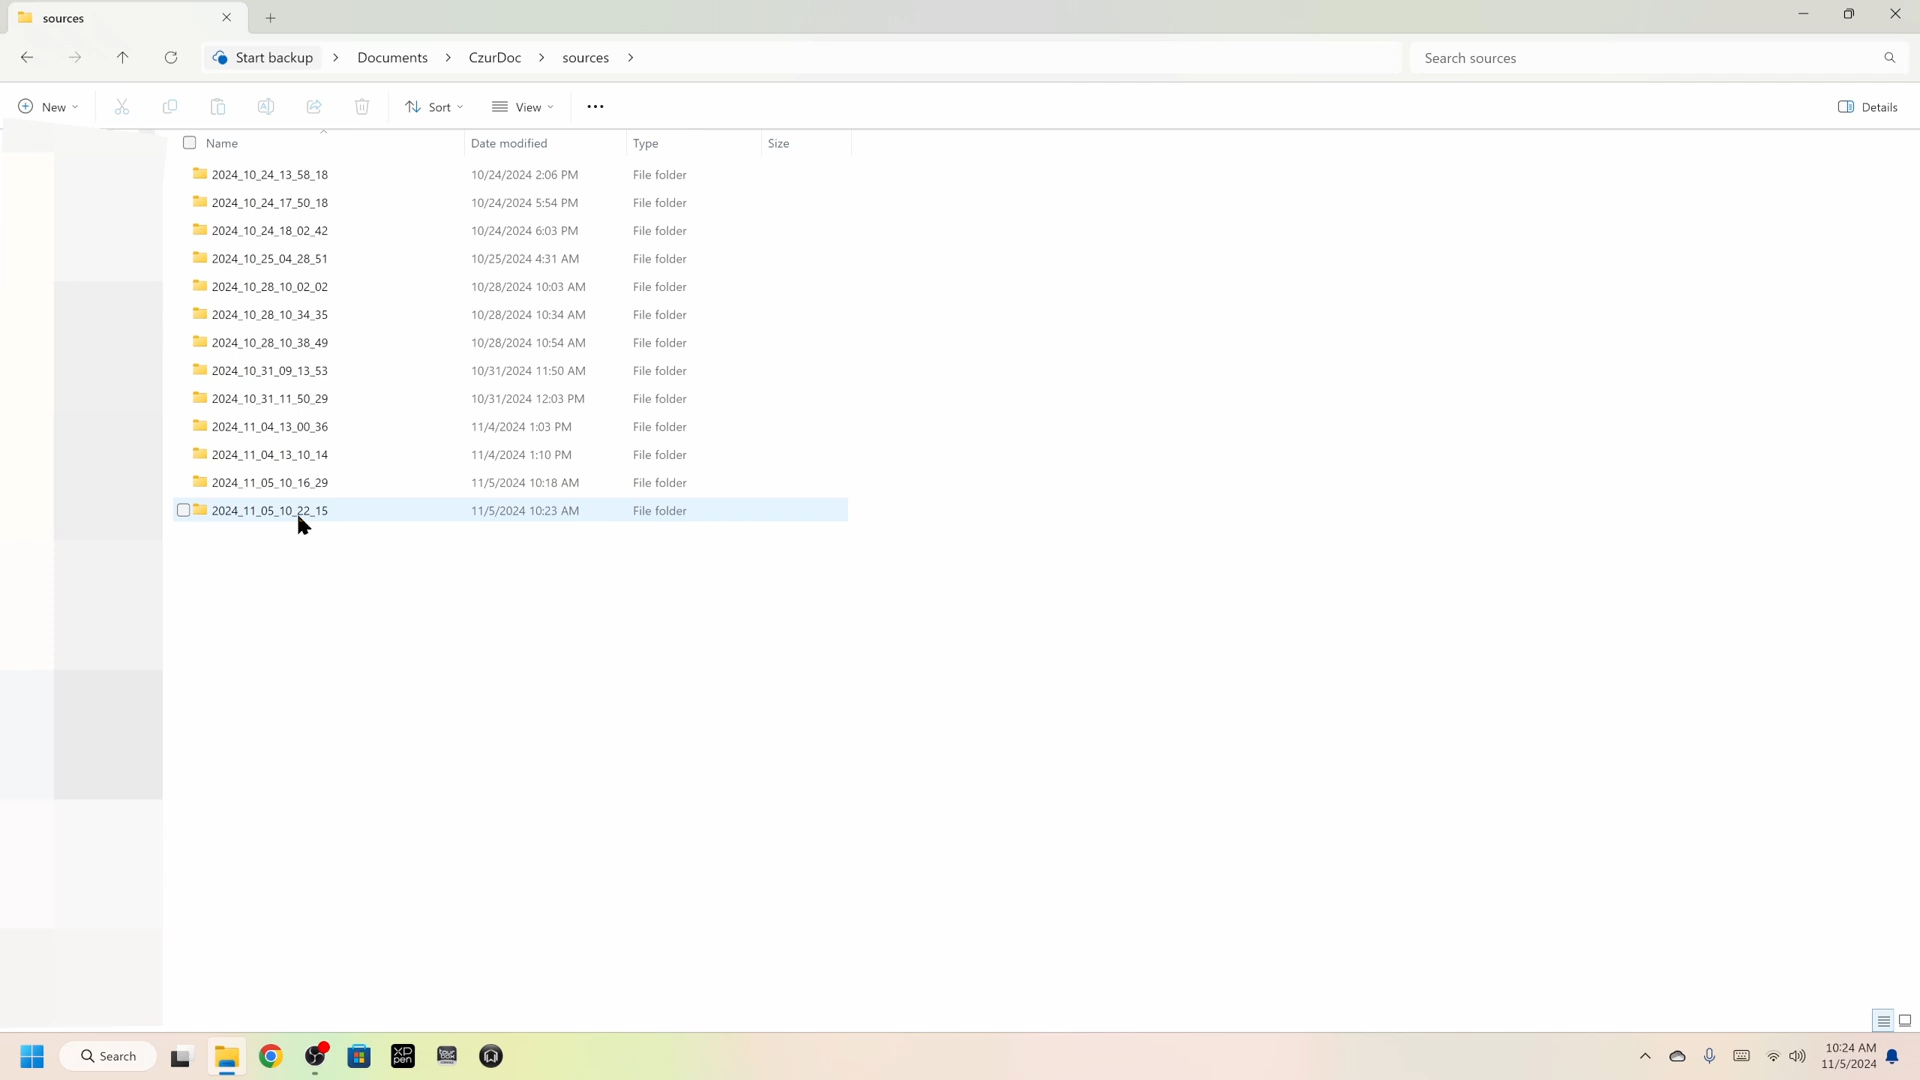 sources
Start backup > Documents > CzurDoc > sources >
Search sources
New
Sort
View
Details
Name Date modified Type Size
2024_10_24_13_58_18 10/24/2024 2:06 PM File folder
2024_10_24_17_50_18 10/24/2024 5:54 PM File folder
2024_10_24_18_02_42 10/24/2024 6:03 PM File folder
2024_10_25_04_28_51 10/25/2024 4:31 AM File folder
2024_10_28_10_02_02 10/28/2024 10:03 AM File folder
2024_10_28_10_34_35 10/28/2024 10:34 AM File folder
2024_10_28_10_38_49 10/28/2024 10:54 AM File folder
2024_10_31_09_13_53 10/31/2024 11:50 AM File folder
2024_10_31_11_50_29 10/31/2024 12:03 PM File folder
2024_11_04_13_00_36 11/4/2024 1:03 PM File folder
2024_11_04_13_10_14 11/4/2024 1:10 PM File folder
2024_11_05_10_16_29 11/5/2024 10:18 AM File folder
2024_11_05_10_22_15 11/5/2024 10:23 AM File folder
Search
XP
pen
10:24 AM
11/5/2024